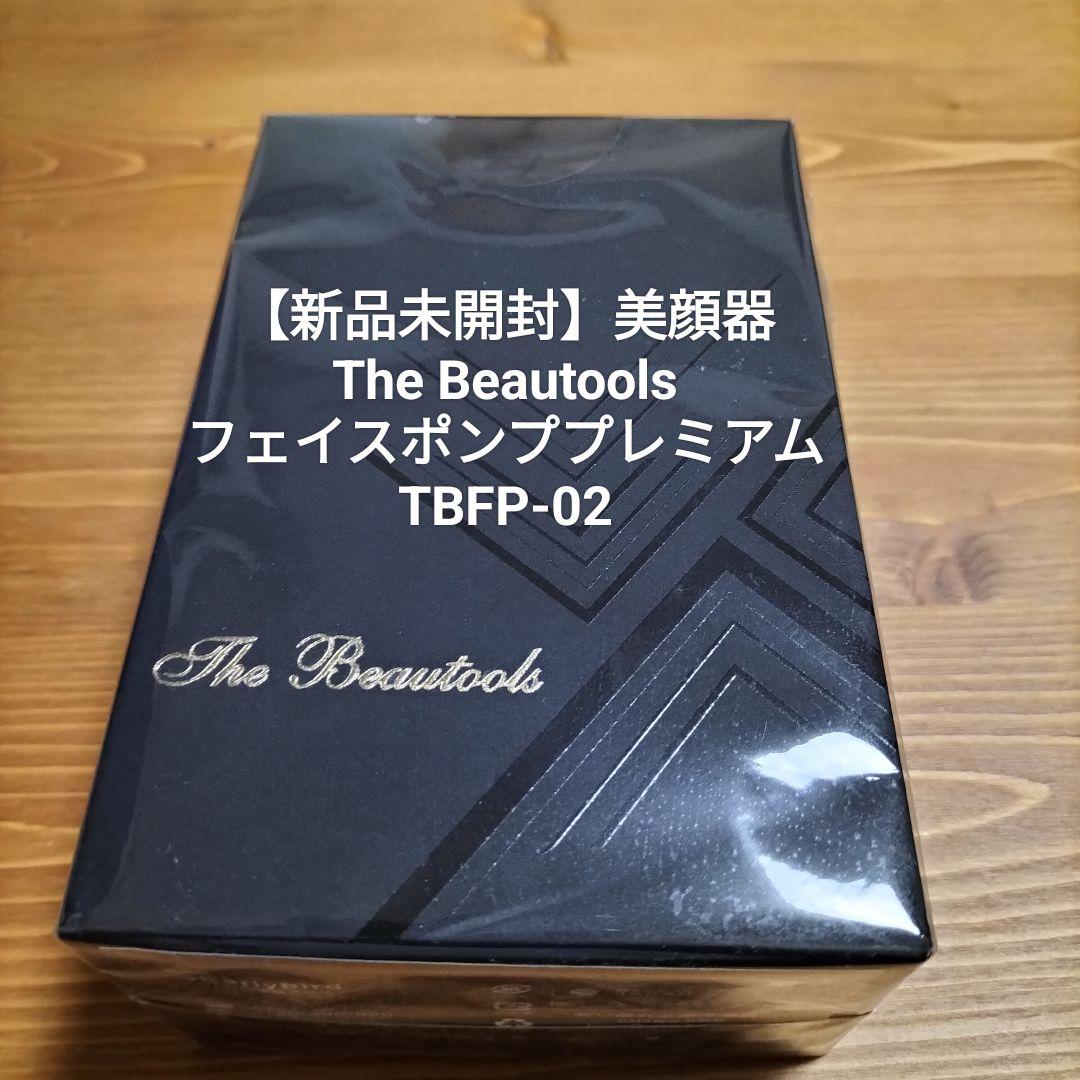 【新品未開封】美顔器
The Beautools
フェイスポンププレミアム
TBFP-02
The Beautools